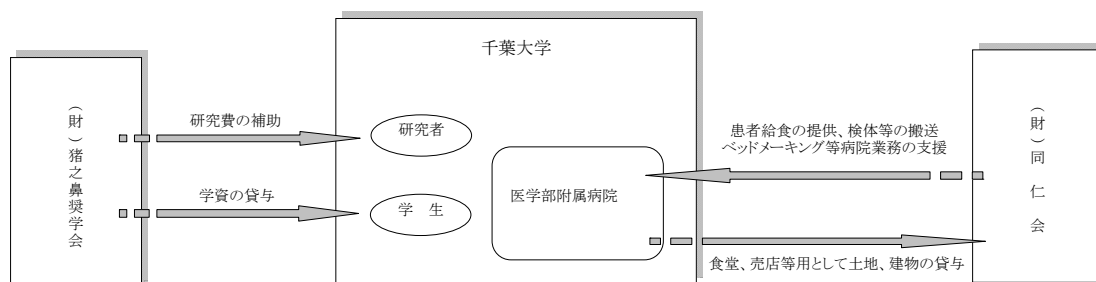 千葉大学
（財）猪之鼻奨学会
研究費の補助
研究者
学資の貸与
学　生
医学部附属病院
患者給食の提供、検体等の搬送
ベッドメーキング等病院業務の支援
食堂、売店等用として土地、建物の貸与
（財）同仁会